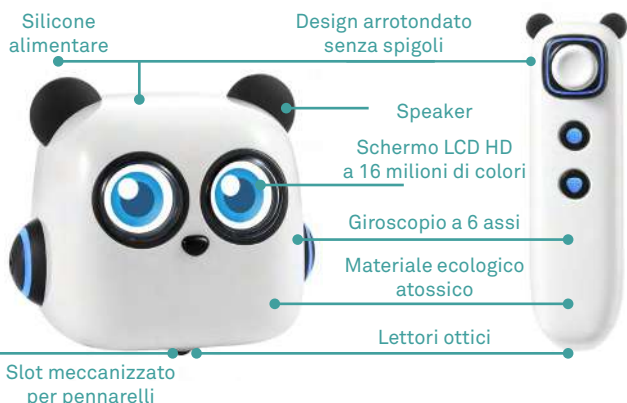 Silicone
alimentare
Design arrotondato
senza spigoli
Speaker
Schermo LCD HD
a 16 milioni di colori
Giroscopio a 6 assi
Materiale ecologico
atossico
Lettori ottici
Slot meccanizzato
per pennarelli